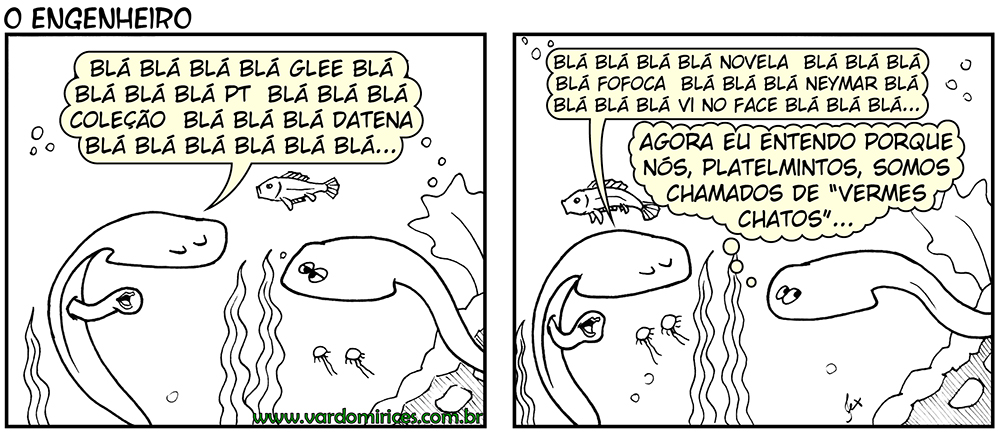 O ENGENHEIRO
BLÁ BLÁ BLÁ BLÁ GLEE BLÁ
BLÁ BLÁ BLÁ PT BLÁ BLÁ BLÁ
COLEÇÃO BLÁ BLÁ BLÁ DATENA
BLÁ BLÁ BLÁ BLÁ BLÁ BLÁ...
www.vardomiriçes.com.br
BLÁ BLÁ BLÁ BLÁ NOVELA BLÁ BLÁ BLÁ
BLÁ FOFOCA BLÁ BLÁ BLÁ NEYMAR BLÁ
BLÁ BLÁ BLÁ VI NO FACE BLÁ BLÁ BLÁ...
AGORA EU ENTENDO PORQUE
NÓS, PLATELMINTOS, SOMOS
CHAMADOS DE "VERMES
CHATOS"...